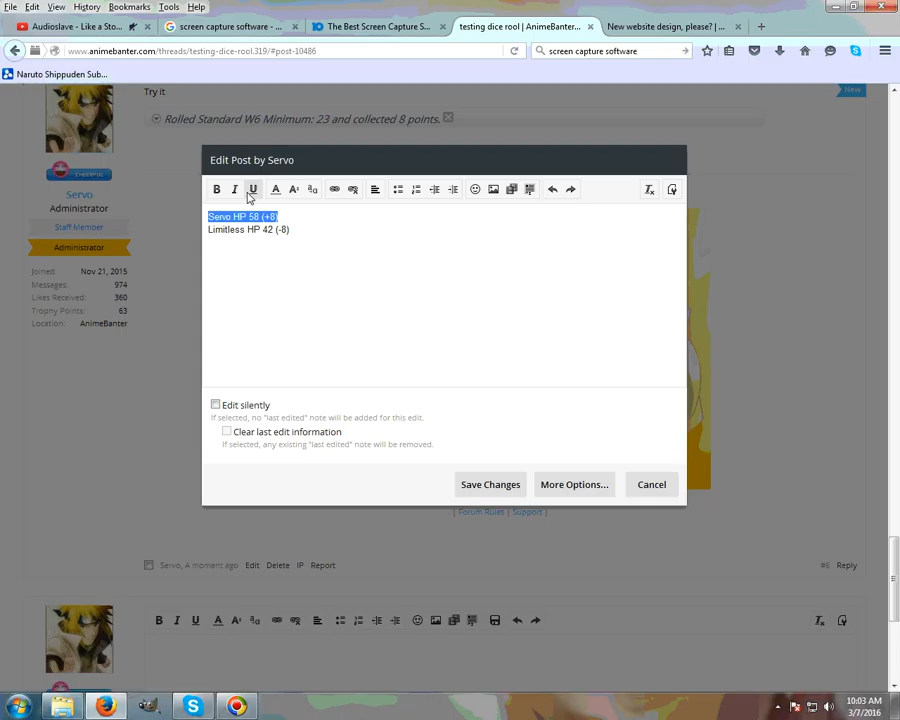 File Edit View History Bookmarks Tools Help
Audioslave - Like a Sto...
screen capture software - ...
The Best Screen Capture S...
testing dice rool | AnimeBanter...
New website design, please? | ...
www.animebanter.com/threads/testing-dice-rool.319/#post-10486
screen capture software
Naruto Shippuden Sub...
Try it
New
Rolled Standard W6 Minimum: 23 and collected 8 points.
Edit Post by Servo
Servo HP 58 (+8)
Limitless HP 42 (-8)
CHEERFUL
Servo
Administrator
Staff Member
Administrator
Joined: Nov 21, 2015
Messages: 974
Likes Received: 360
Trophy Points: 63
Location: AnimeBanter
Edit silently
If selected, no "last edited" note will be added for this edit.
Clear last edit information
If selected, any existing "last edited" note will be removed.
Save Changes
More Options...
Cancel
| Forum Rules | Support |
Servo, A moment ago Edit Delete IP Report
#6 Reply
10:03 AM
3/7/2016